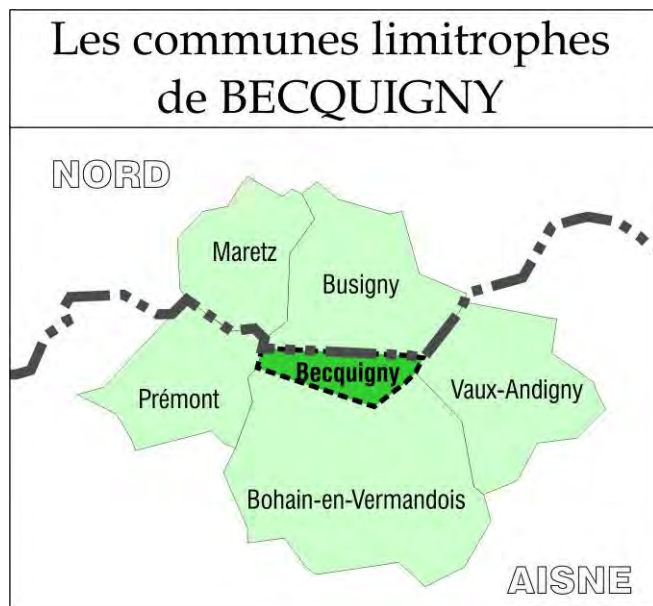 Les communes limitrophes
de BECQUIGNY
NORD
Maretz
Busigny
Becquigny
Vaux-Andigny
Prémont
Bohain-en-Vermandois
AISNE